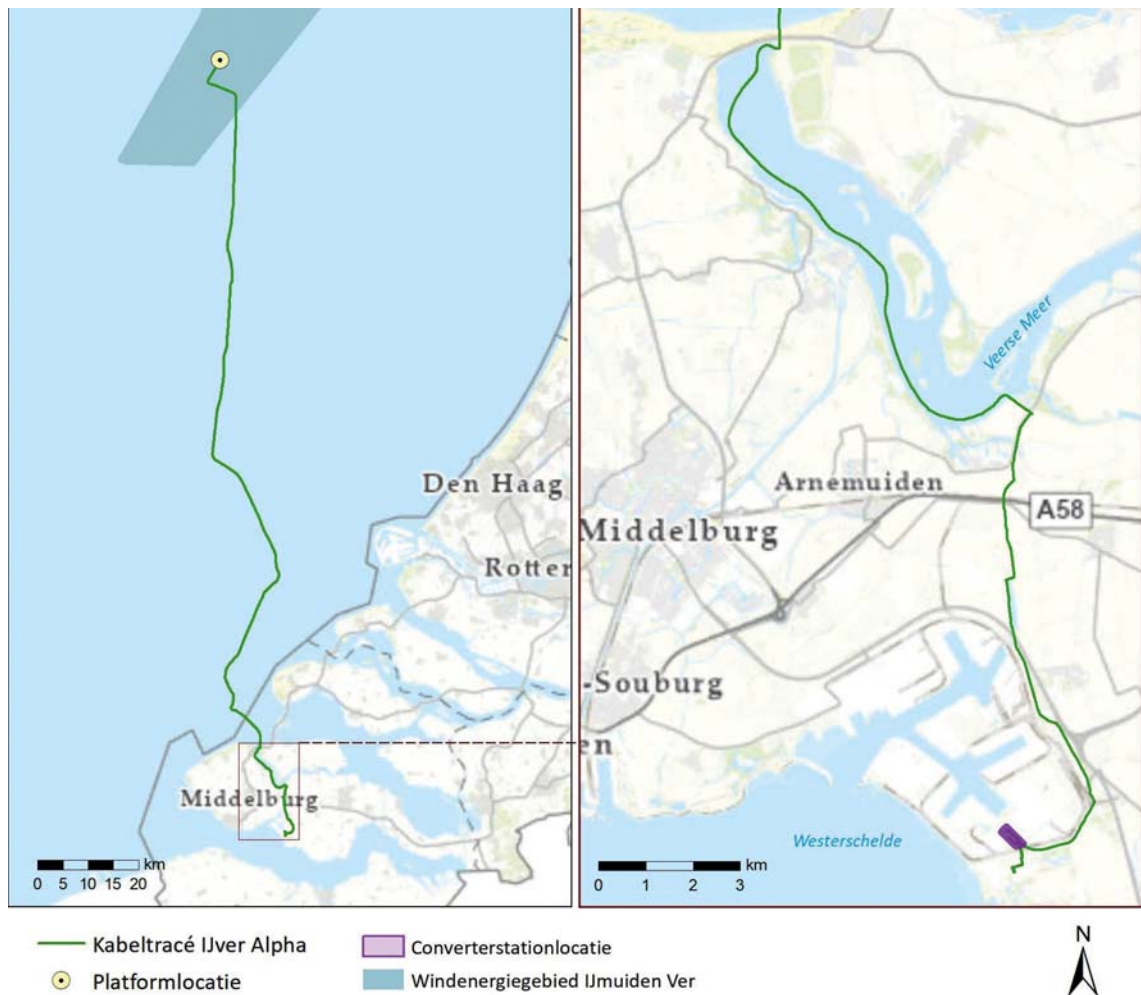 Den Haag
Rotter
Middelburg
km
0 5 10 15 20
Veerse Meer
Arnemuiden
A58
Middelburg
-Souburg
en
Westerschelde
km
0 1 2 3
Kabeltracé IJver Alpha
Platformlocatie
Converterstationlocatie
Windenergiegebied IJmuiden Ver
N